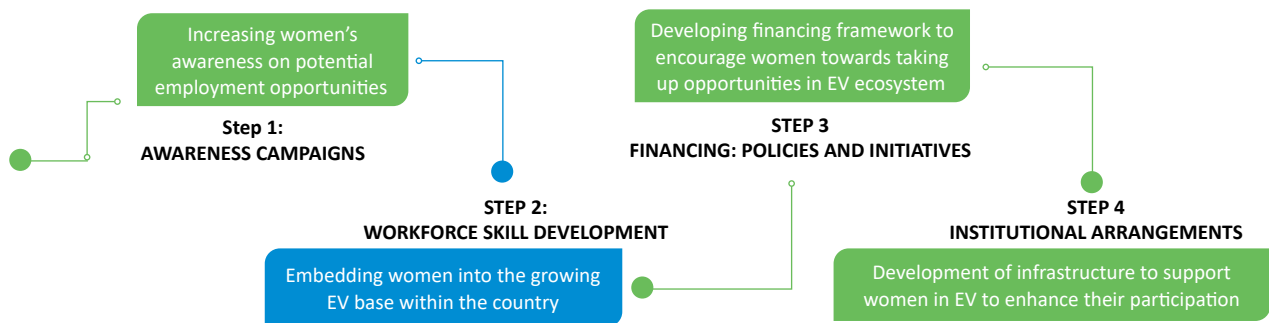 Increasing women's
awareness on potential
employment opportunities
Step 1:
AWARENESS CAMPAIGNS
STEP 2:
WORKFORCE SKILL DEVELOPMENT
Embedding women into the growing
EV base within the country
Developing financing framework to
encourage women towards taking
up opportunities in EV ecosystem
STEP 3
FINANCING: POLICIES AND INITIATIVES
STEP 4
INSTITUTIONAL ARRANGEMENTS
Development of infrastructure to support
women in EV to enhance their participation